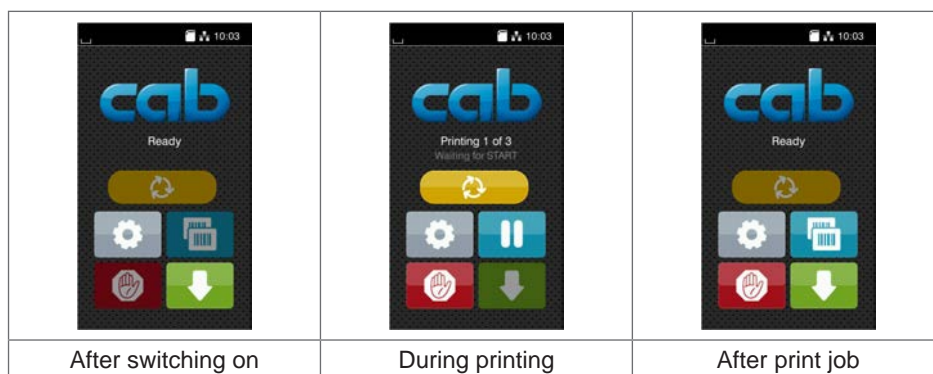 10:03
cab
Ready
10:03
cab
Printing 1 of 3
Waiting for START
10:03
cab
Ready
After switching on
During printing
After print job